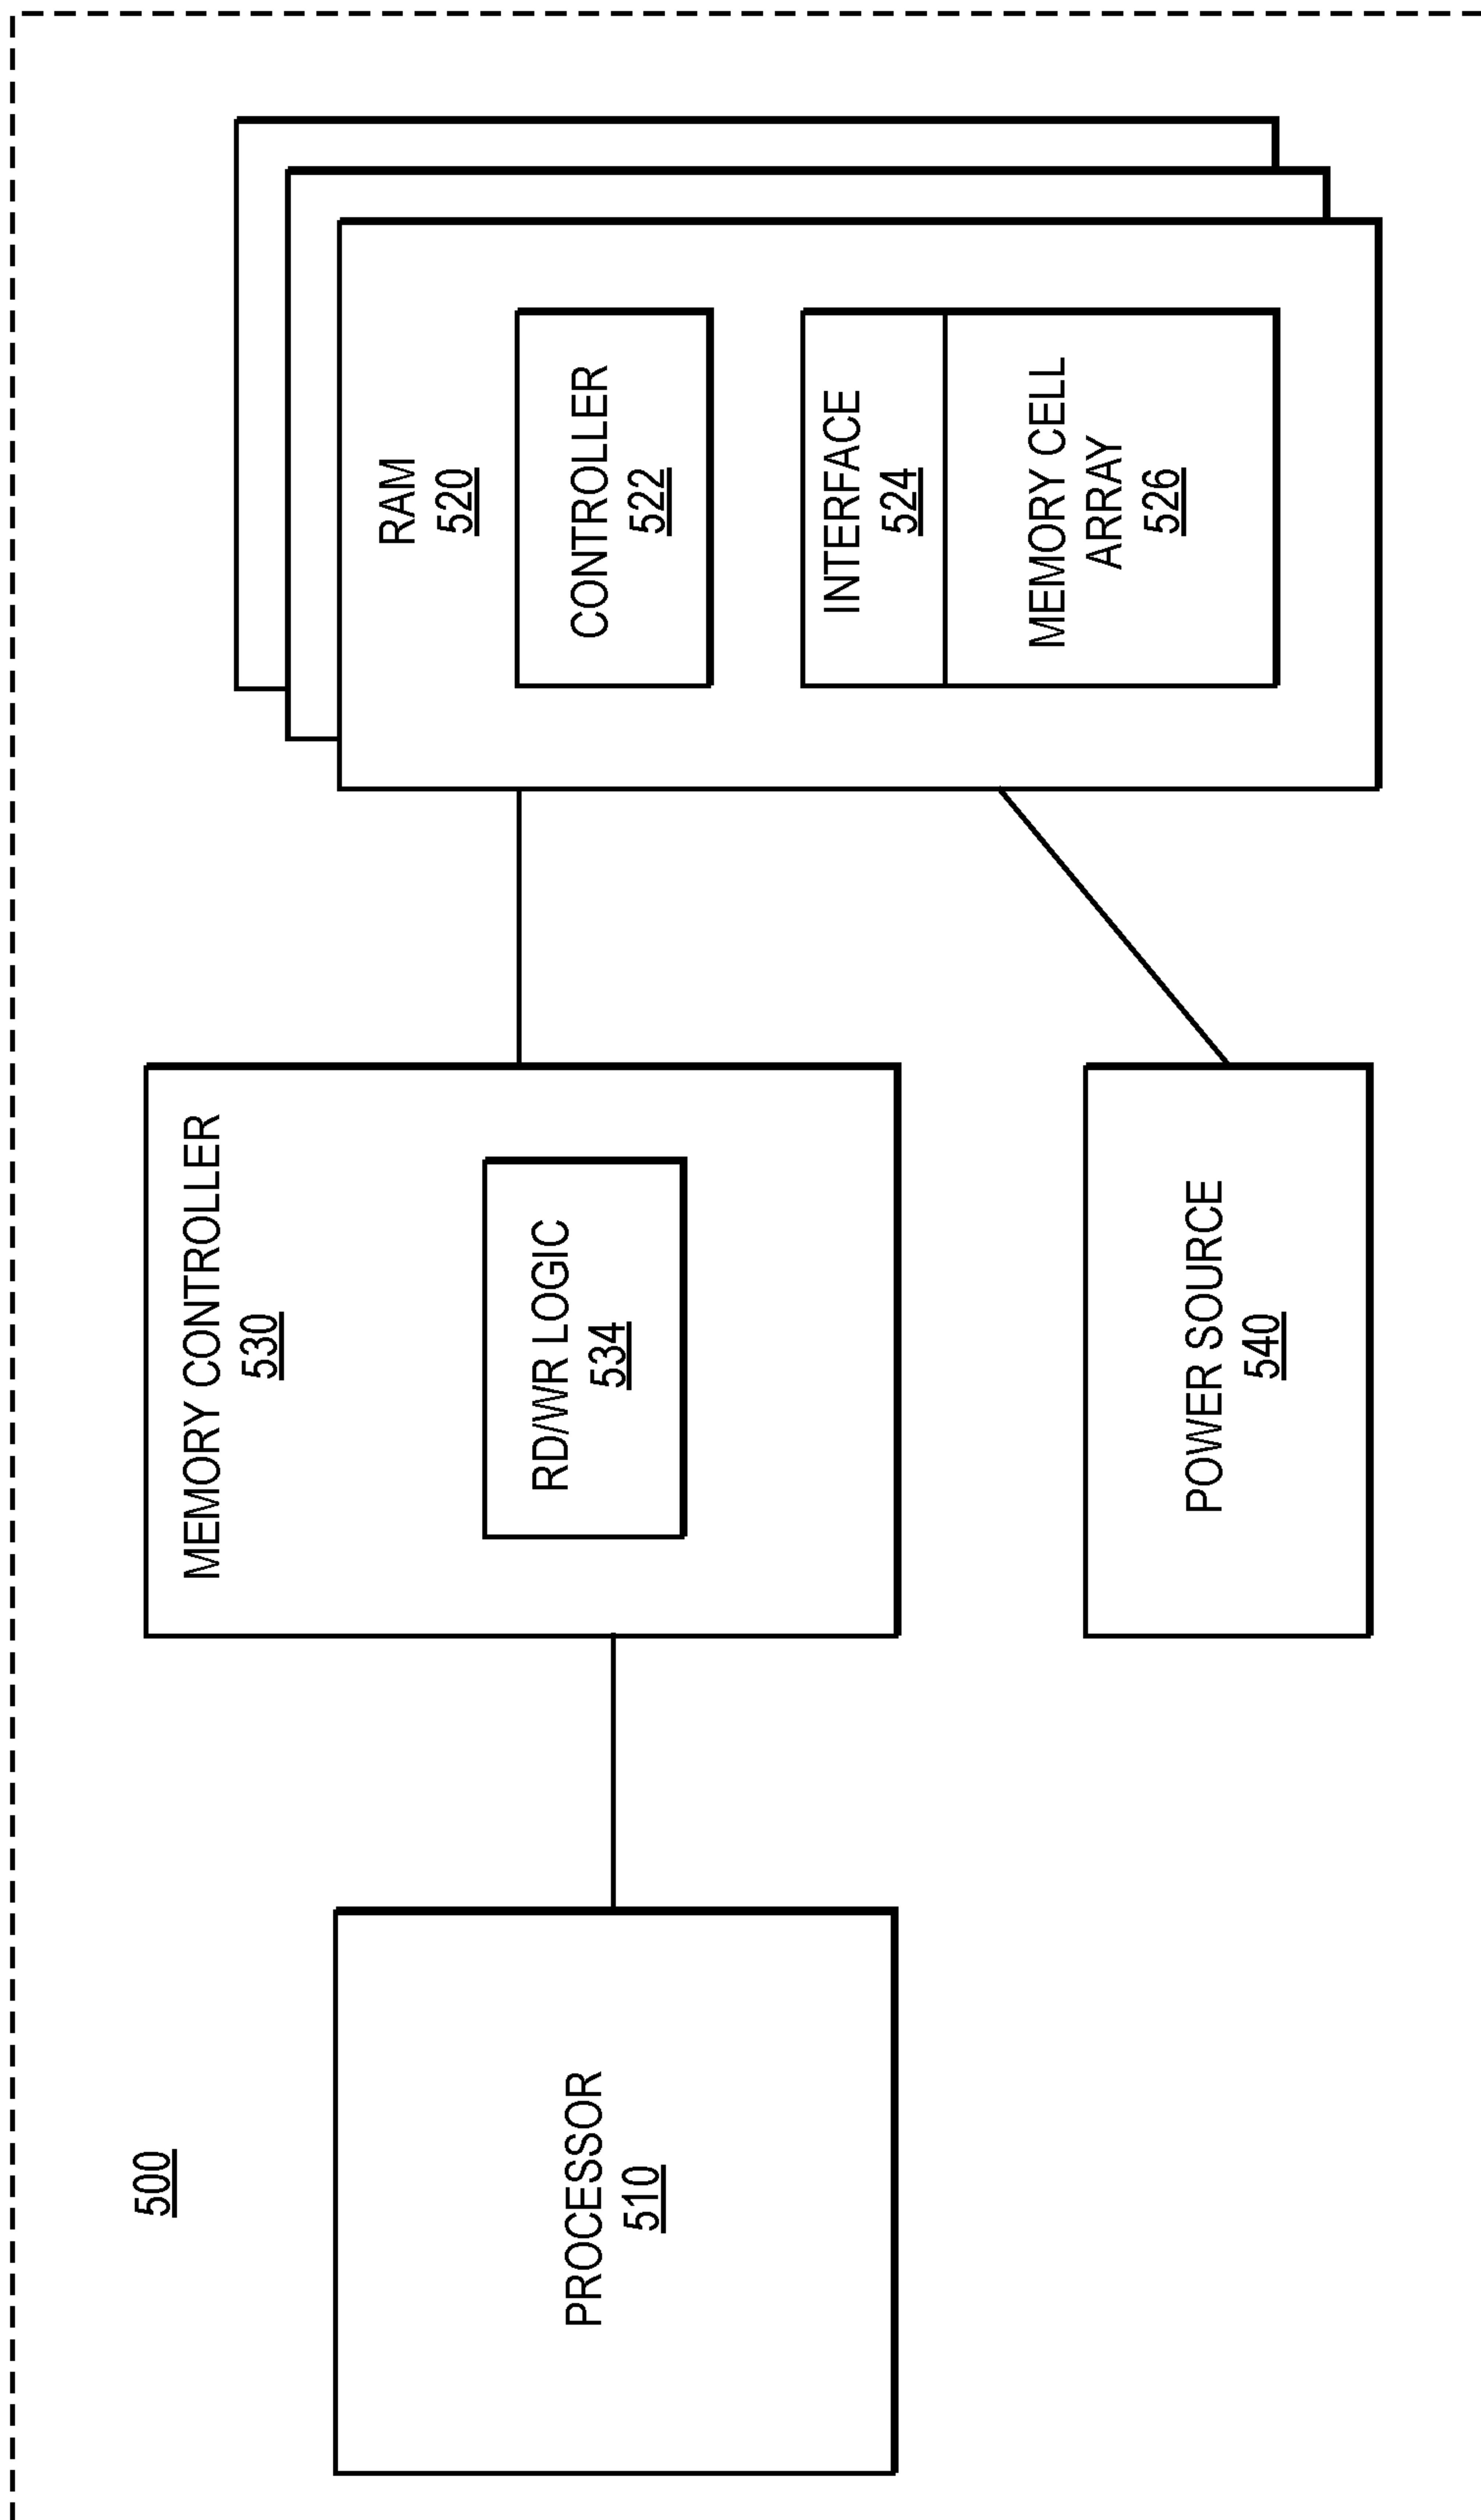 500
PROCESSOR
510
MEMORY CONTROLLER
530
RD/WR LOGIC
534
POWER SOURCE
540
RAM
520
CONTROLLER
522
INTERFACE
524
MEMORY CELL
ARRAY
526